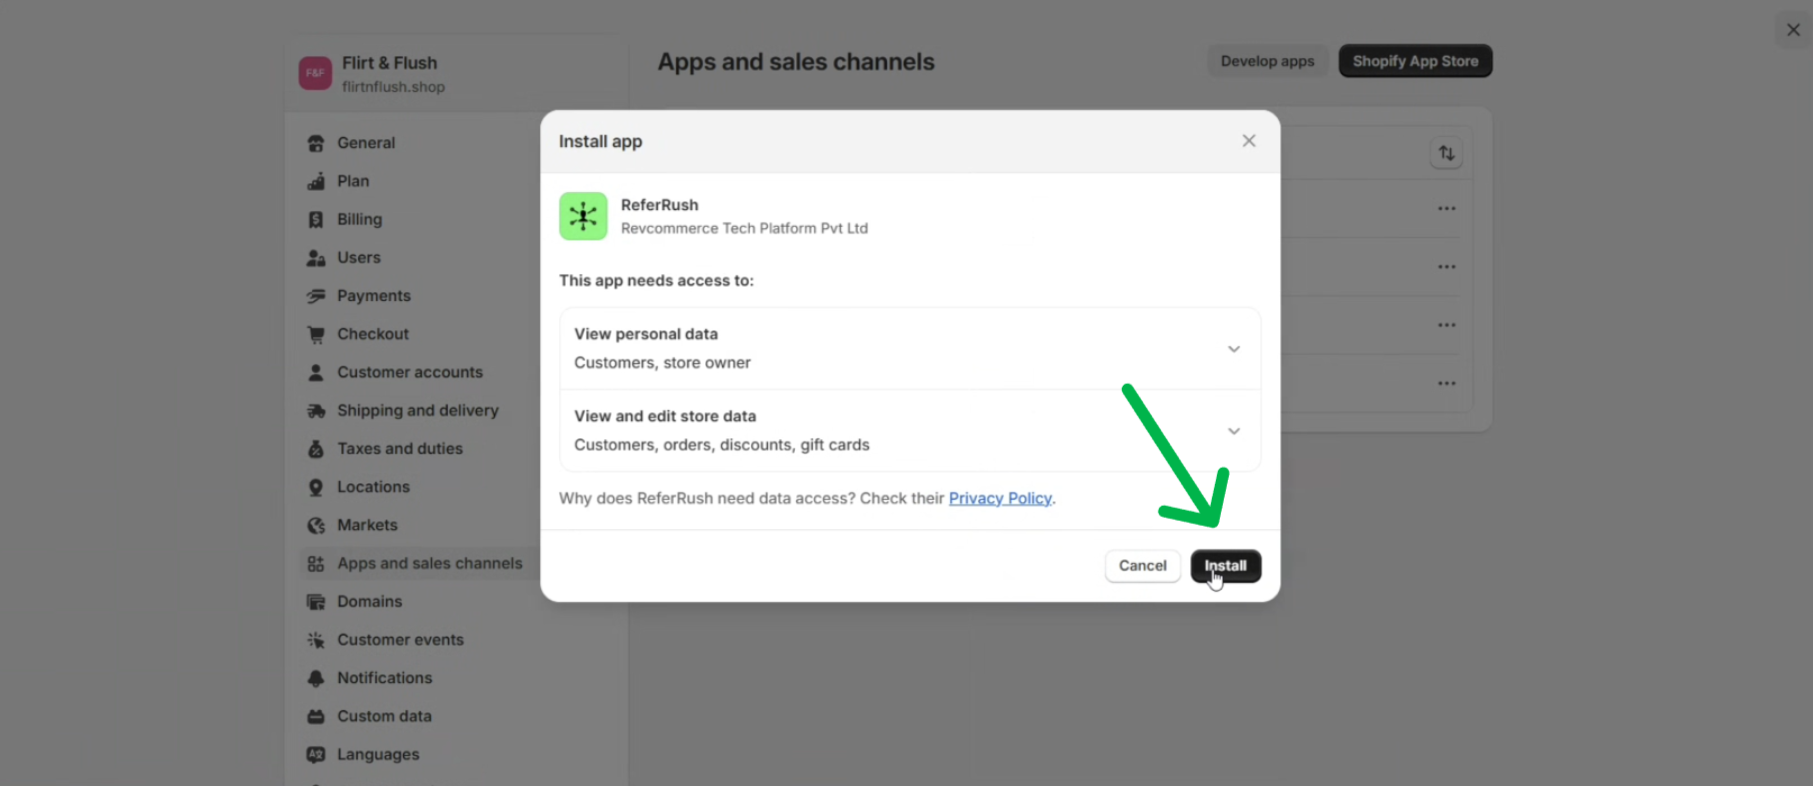 F&F
Flirt & Flush
flirtnflush.shop
General
Plan
Billing
Users
Payments
Checkout
Customer accounts
Shipping and delivery
Taxes and duties
Locations
Markets
Apps and sales channels
Domains
Customer events
Notifications
Custom data
Languages
Apps and sales channels
Develop apps
Shopify App Store
Install app
ReferRush
Revcommerce Tech Platform Pvt Ltd
This app needs access to:
View personal data
Customers, store owner
View and edit store data
Customers, orders, discounts, gift cards
Why does ReferRush need data access? Check their Privacy Policy.
Cancel
Install